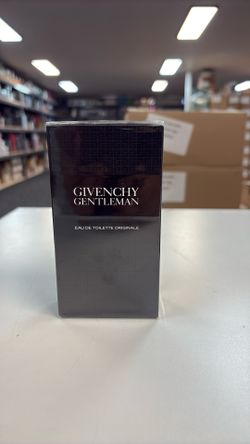 GIVENCHY
GENTLEMAN
EAU DE TOILETTE ORIGINALE